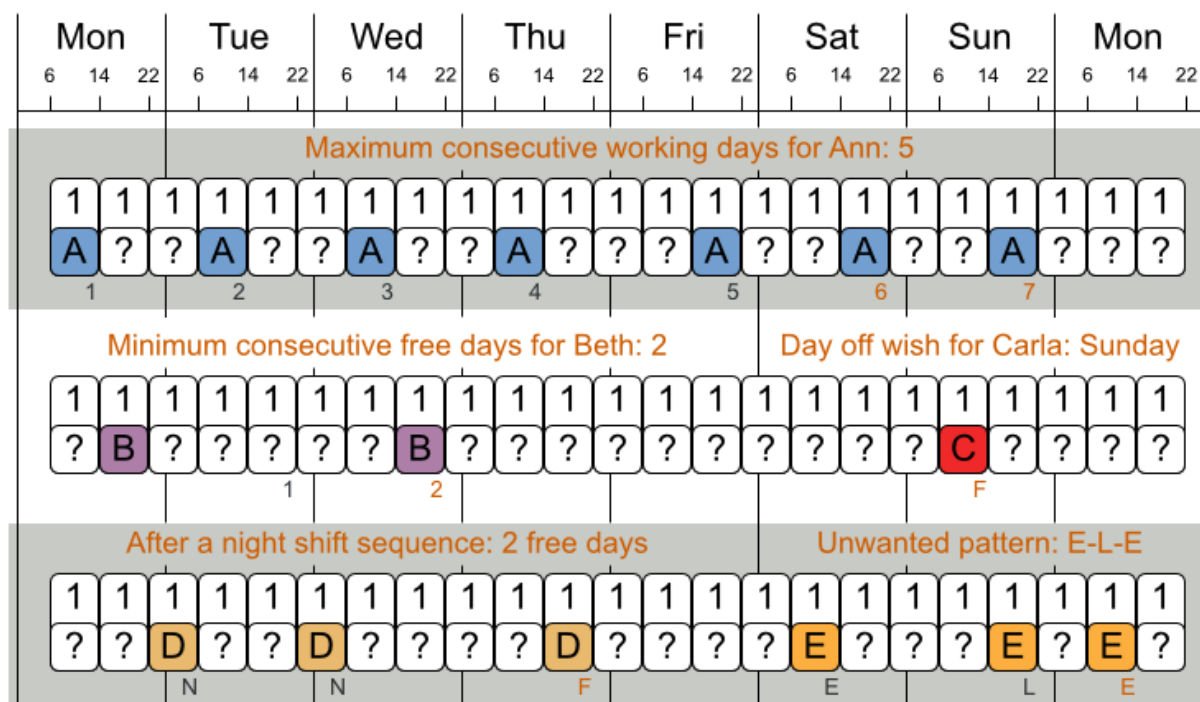 Mon Tue Wed Thu Fri Sat Sun Mon
6 14 22 6 14 22 6 14 22 6 14 22 6 14 22 6 14 22 6 14 22 6 14 22
Maximum consecutive working days for Ann: 5
1 1 1 1 1 1 1 1 1 1 1 1 1 1 1 1 1 1 1 1 1 1 1
A ? ? A ? ? A ? ? A ? ? ? A ? ? A ? ? A ? ? ?
1 2 3 4 5 6 7
Minimum consecutive free days for Beth: 2 Day off wish for Carla: Sunday
1 1 1 1 1 1 1 1 1 1 1 1 1 1 1 1 1 1 1 1 1 1 1
? B ? ? ? ? ? B ? ? ? ? ? ? ? ? ? ? C ? ? ? ?
1 2 F
After a night shift sequence: 2 free days Unwanted pattern: E-L-E
1 1 1 1 1 1 1 1 1 1 1 1 1 1 1 1 1 1 1 1 1 1 1
? ? D ? ? D ? ? ? ? D ? ? ? ? E ? ? ? E ? E ?
N N F E L E